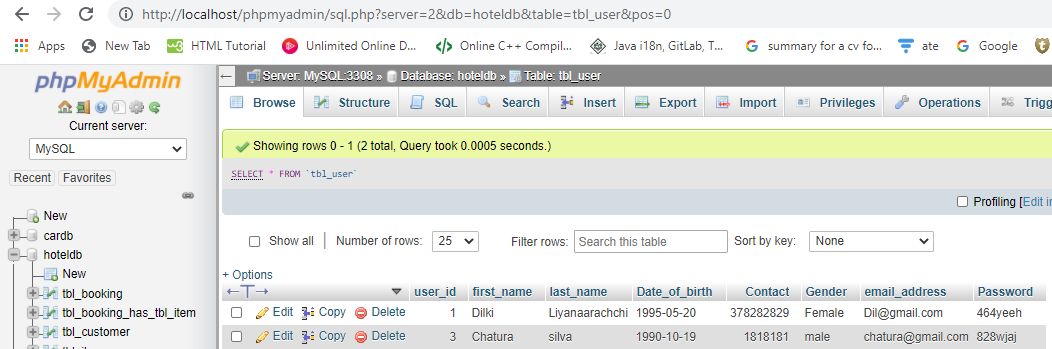 http://localhost/phpmyadmin/sql.php?server=2&db=hoteldb&table=tbl_user&pos=0
Apps New Tab HTML Tutorial Unlimited Online D... Online C++ Compil... Java i18n, GitLab, T... summary for a cv fo... ate Google
phpMyAdmin
Current server:
MySQL
Recent Favorites
New
cardb
hoteldb
New
tbl_booking
tbl_booking_has_tbl_item
tbl_customer
Server: MySQL:3308 » Database: hoteldb » Table: tbl_user
Browse Structure SQL Search Insert Export Import Privileges Operations Trigg
Showing rows 0 - 1 (2 total, Query took 0.0005 seconds.)
SELECT * FROM `tbl_user`
Profiling [Edit in
Show all Number of rows: 25 Filter rows: Search this table Sort by key: None
+ Options
user_id first_name last_name Date_of_birth Contact Gender email_address Password
Edit Copy Delete 1 Dilki Liyanaarachchi 1995-05-20 378282829 Female Dil@gmail.com 464yeeh
Edit Copy Delete 3 Chatura silva 1990-10-19 1818181 male chatura@gmail.com 828wjaj